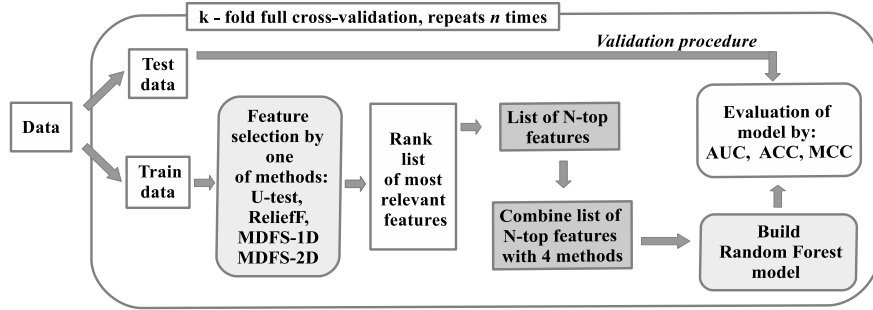 k - fold full cross-validation, repeats n times
Validation procedure
Test
data
Data
Train
data
Feature
selection by
one
of methods:
U-test,
ReliefF,
MDFS-1D
MDFS-2D
Rank
list
of most
relevant
features
List of N-top
features
Combine list of
N-top features
with 4 methods
Build
Random Forest
model
Evaluation of
model by:
AUC, ACC, MCC